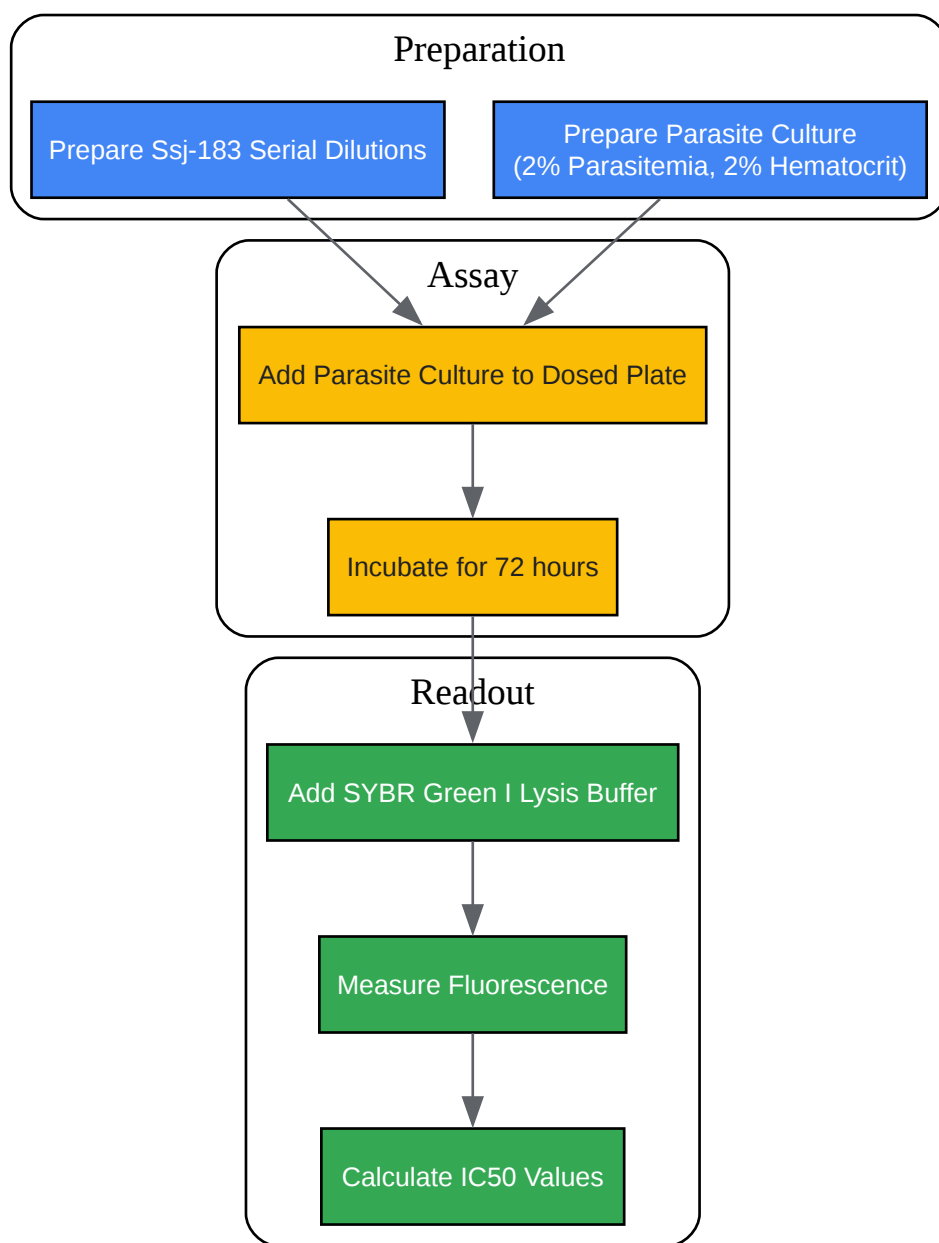 Preparation
Prepare Ssj-183 Serial Dilutions
Prepare Parasite Culture
(2% Parasitemia, 2% Hematocrit)
Assay
Add Parasite Culture to Dosed Plate
Incubate for 72 hours
Readout
Add SYBR Green I Lysis Buffer
Measure Fluorescence
Calculate IC50 Values